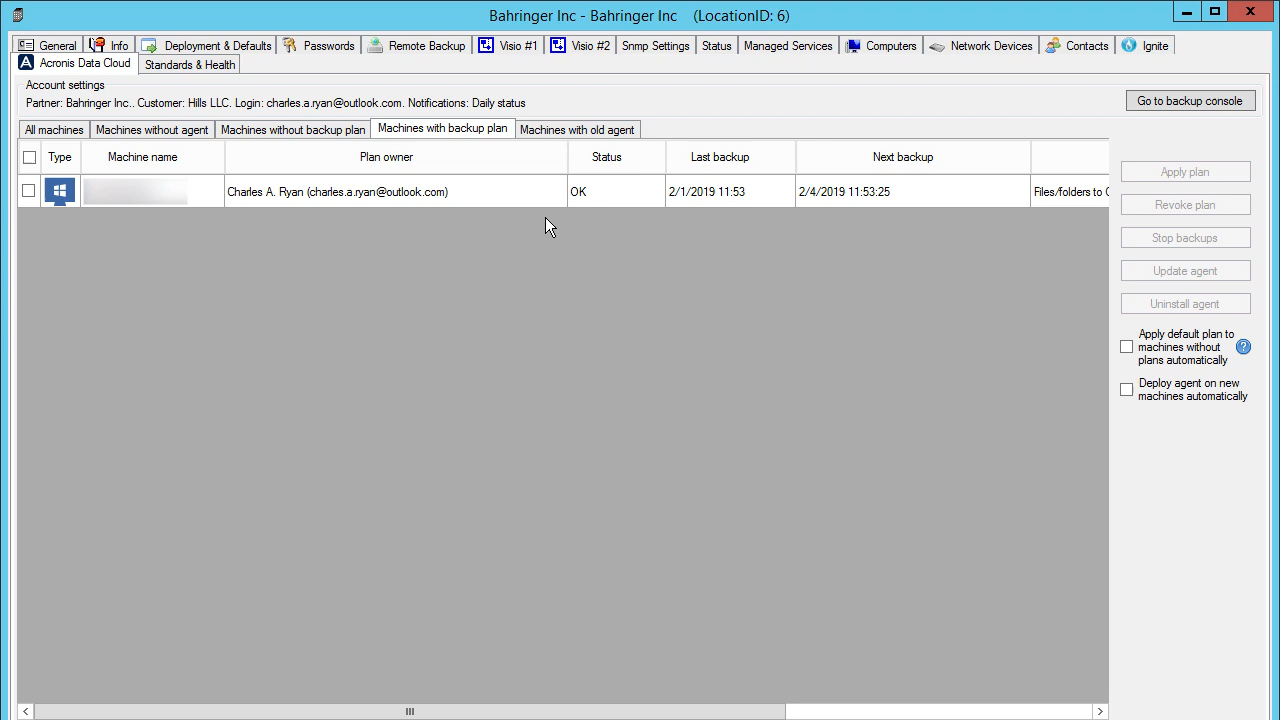 Bahringer Inc - Bahringer Inc (LocationID: 6)
General Info Deployment & Defaults Passwords Remote Backup Visio #1 Visio #2 Snmp Settings Status Managed Services Computers Network Devices Contacts Ignite
Acronis Data Cloud Standards & Health
Account settings
Partner: Bahringer Inc.. Customer: Hills LLC. Login: charles.a.ryan@outlook.com. Notifications: Daily status
Go to backup console
All machines Machines without agent Machines without backup plan Machines with backup plan Machines with old agent
Type Machine name Plan owner Status Last backup Next backup
Charles A. Ryan (charles.a.ryan@outlook.com) OK 2/1/2019 11:53 2/4/2019 11:53:25 Files/folders to
Apply plan
Revoke plan
Stop backups
Update agent
Uninstall agent
Apply default plan to
machines without
plans automatically
?
Deploy agent on new
machines automatically